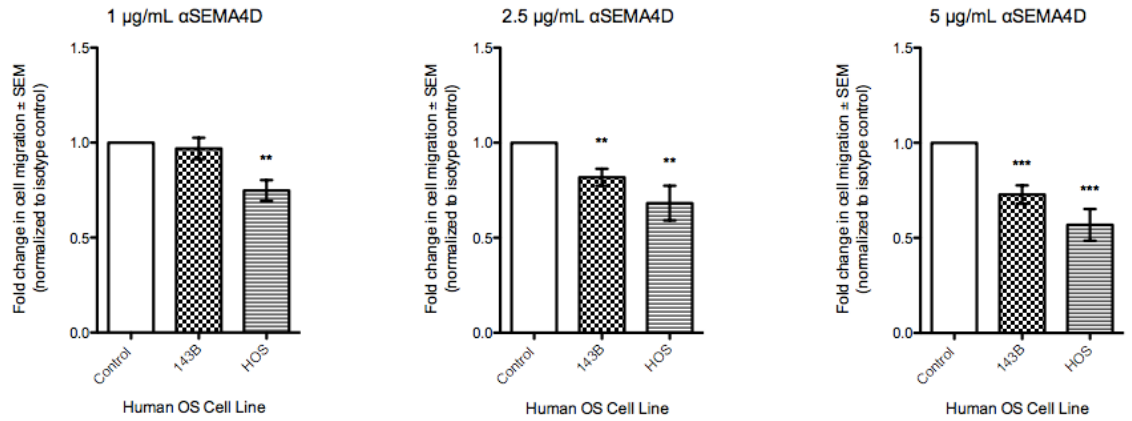 1 µg/mL αSEMA4D
Fold change in cell migration ± SEM
(normalized to isotype control)
1.5
1.0
0.5
0.0
**
Control
143B
HOS
Human OS Cell Line
2.5 µg/mL αSEMA4D
Fold change in cell migration ± SEM
(normalized to isotype control)
1.5
1.0
0.5
0.0
**
**
Control
143B
HOS
Human OS Cell Line
5 µg/mL αSEMA4D
Fold change in cell migration ± SEM
(normalized to isotype control)
1.5
1.0
0.5
0.0
***
***
Control
143B
HOS
Human OS Cell Line